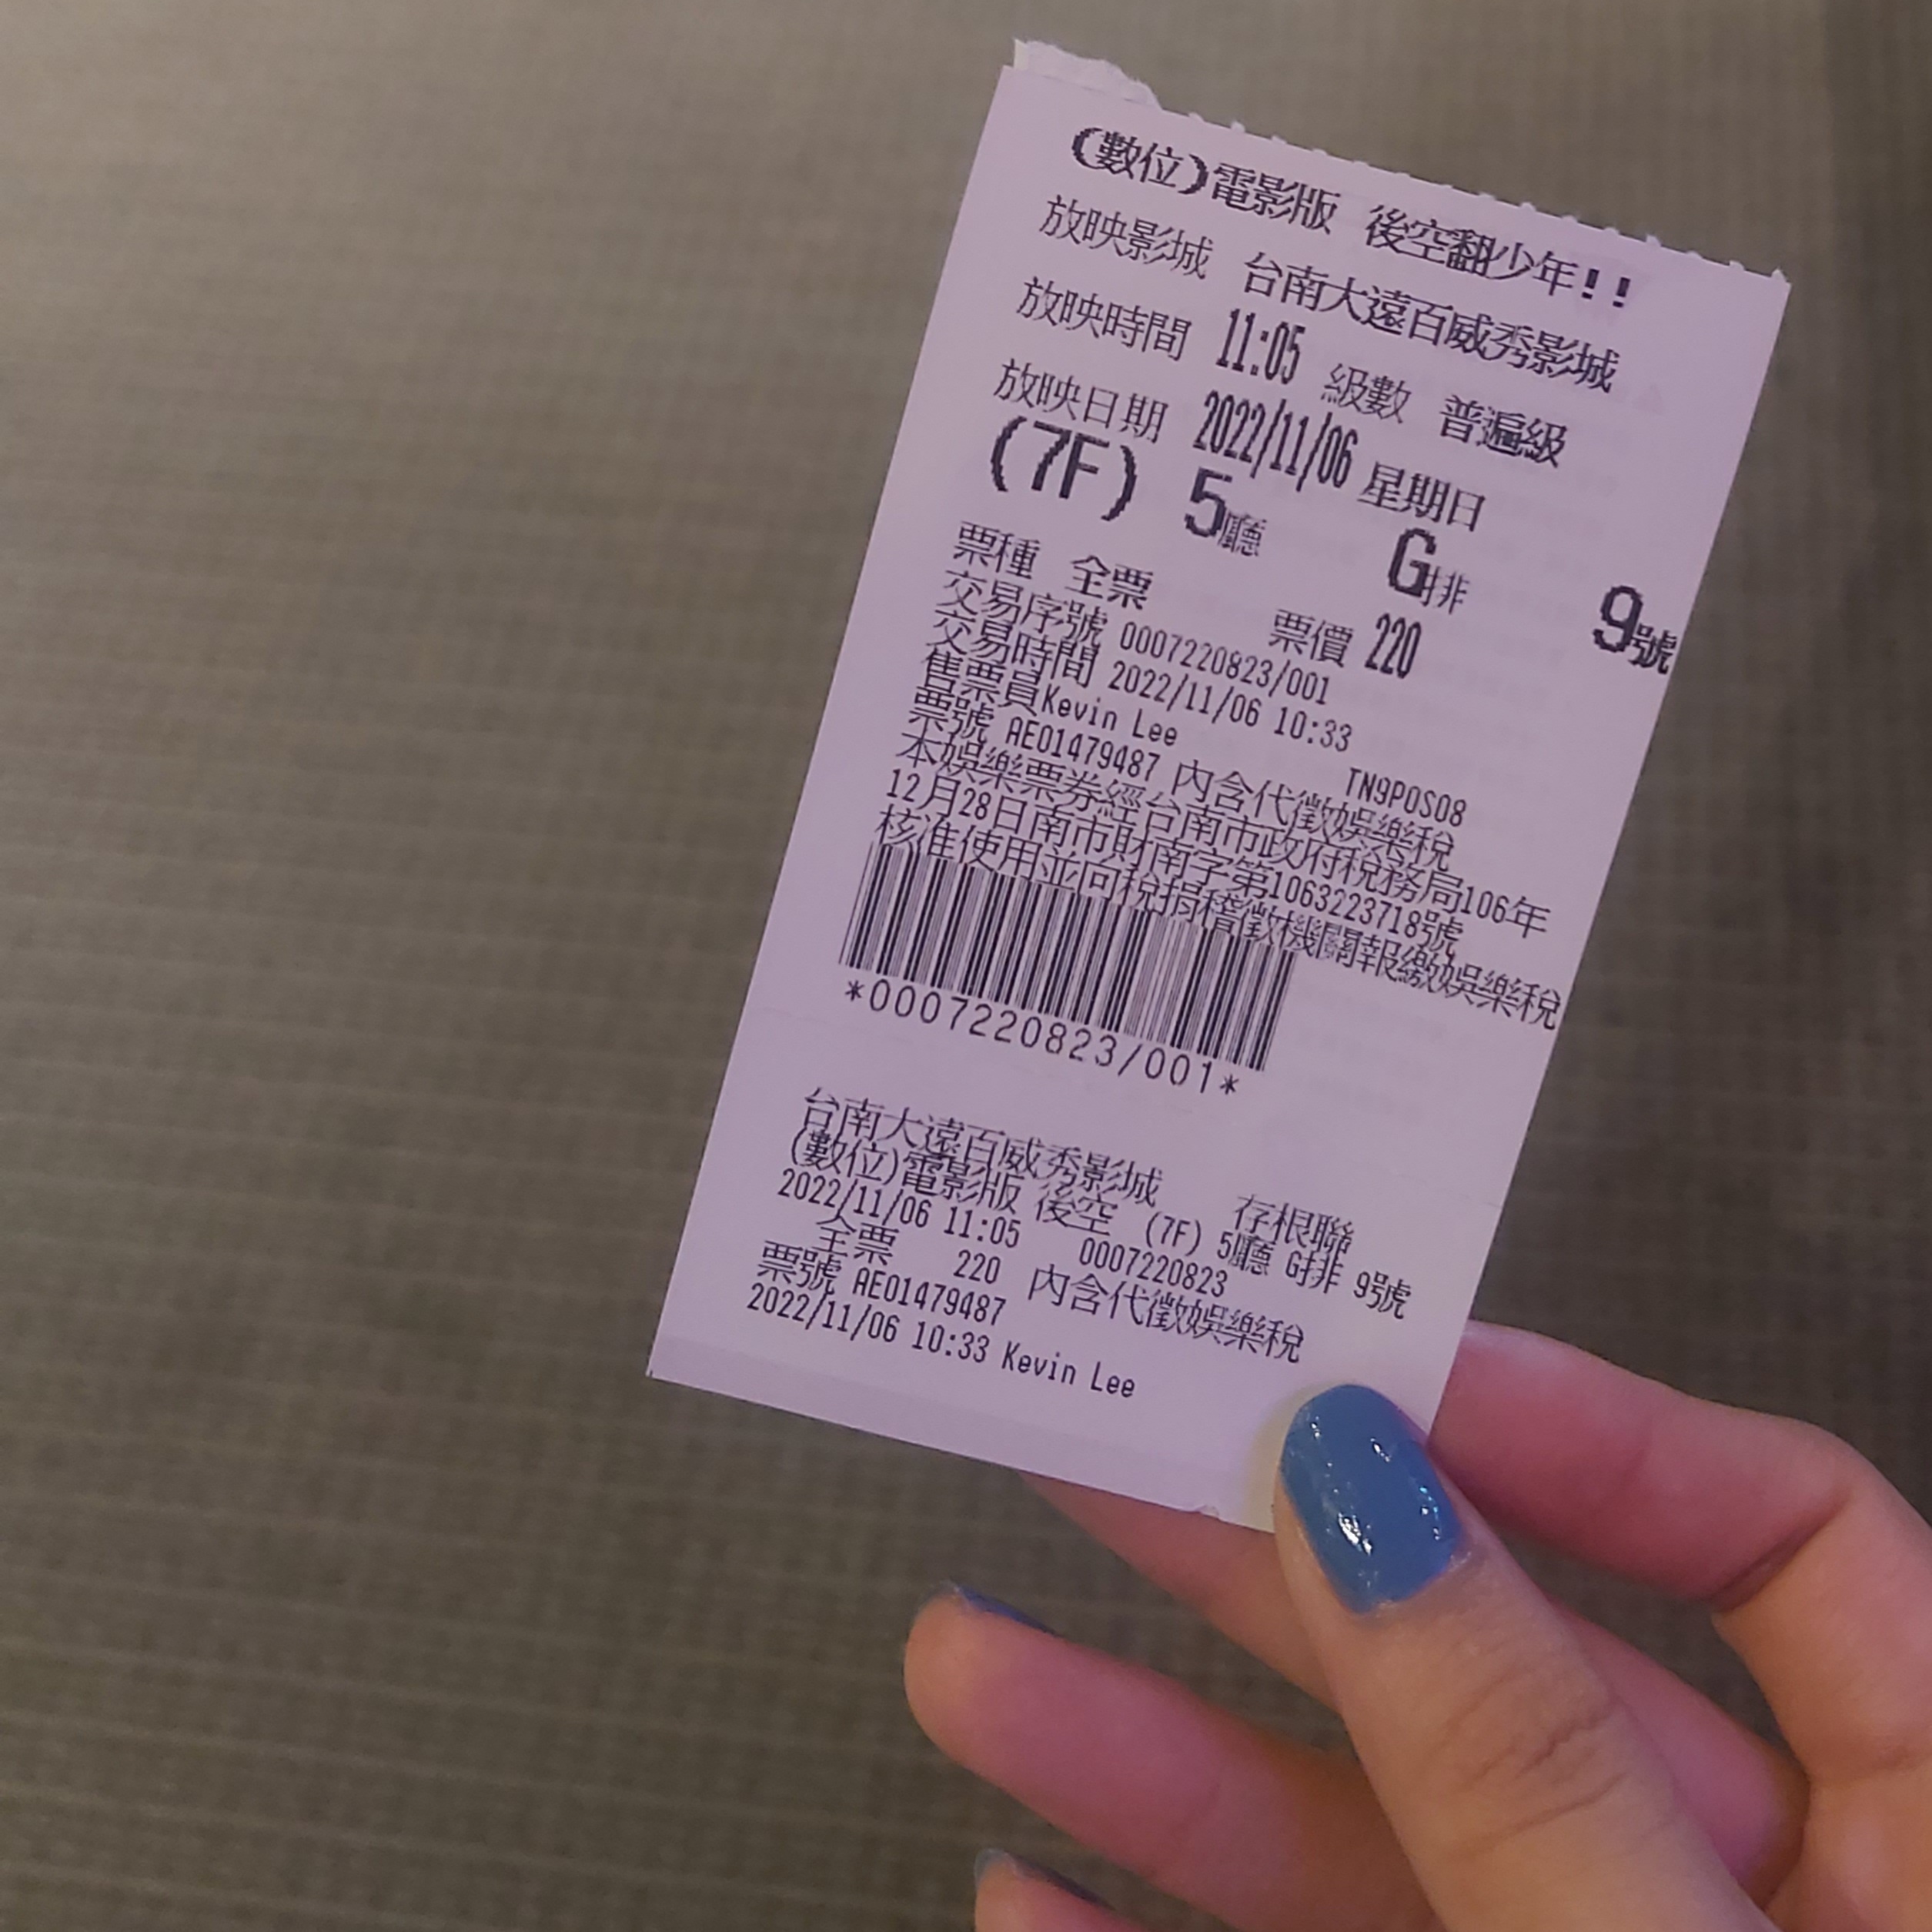 (數位)電影版 後空翻少年!!
放映影城 台南大遠百威秀影城
放映時間 11:05 級數 普遍級
放映日期 2022/11/06 星期日
(7F) 5廳 G排 9號
票種 全票 票價 220
交易序號 0007220823/001
交易時間 2022/11/06 10:33
售票員Kevin Lee TN9POS08
票號 AE01479487 內含代徵娛樂稅
本娛樂票券經台南市政府稅務局106年
12月28日南市財南字第1063223718號
核准使用並向稅捐稽徵機關報繳娛樂稅
*0007220823/001*
台南大遠百威秀影城 存根聯
(數位)電影版 後空 (7F) 5廳 G排 9號
2022/11/06 11:05 0007220823
全票 220 內含代徵娛樂稅
票號 AE01479487
2022/11/06 10:33 Kevin Lee